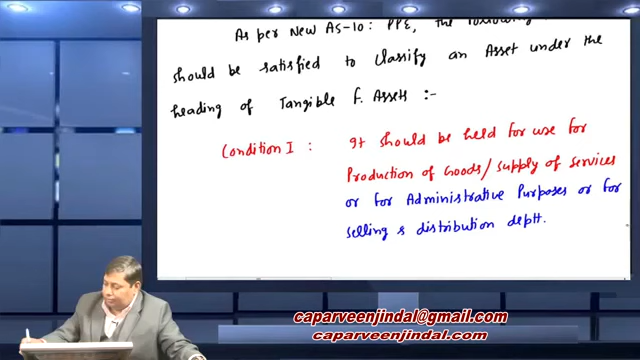 As per New AS-10: PPE, the following
should be satisfied to classify an Asset under the
heading of Tangible F. Assets :-
Condition I : It should be held for use for
Production of Goods/Supply of Services
or for Administrative Purposes or for
selling & distribution deptt.
caparveenjindal@gmail.com
caparveenjindal.com